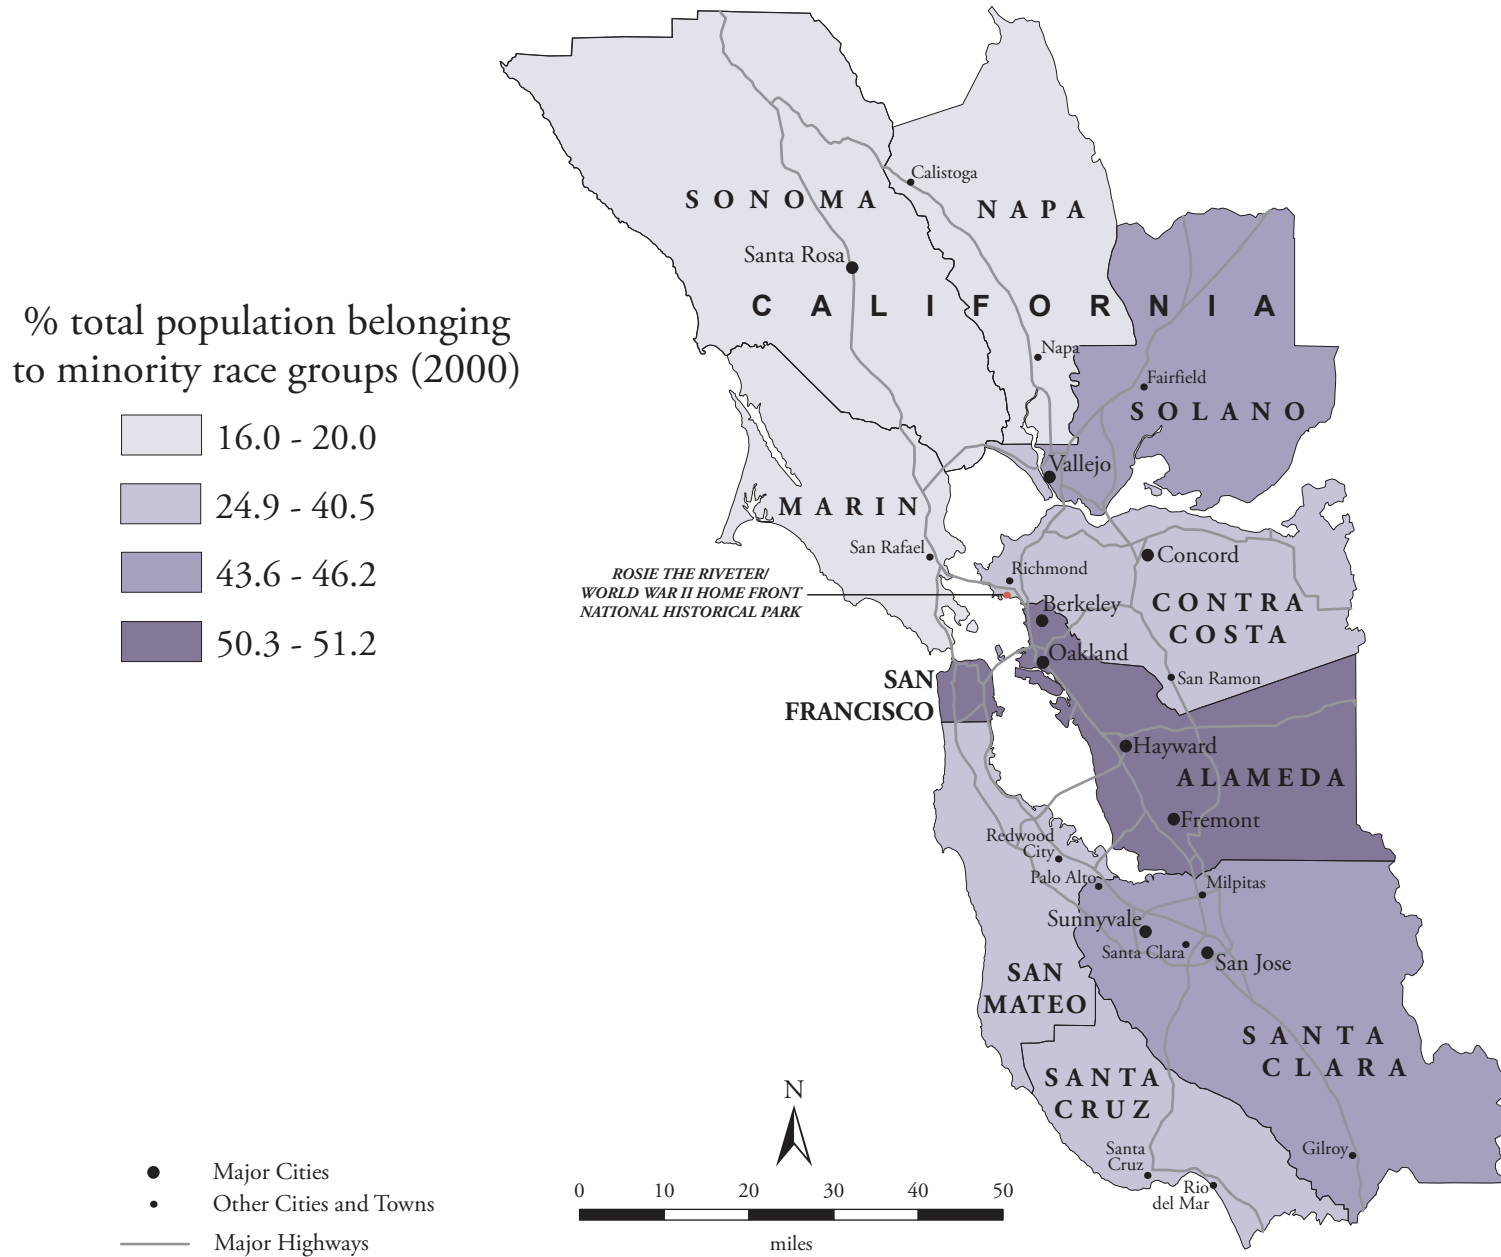 % total population belonging
to minority race groups (2000)
16.0 - 20.0
24.9 - 40.5
43.6 - 46.2
50.3 - 51.2
Calistoga
SONOMA
NAPA
Santa Rosa
CALIFORNIA
Napa
Fairfield
SOLANO
Vallejo
MARIN
San Rafael
Concord
Richmond
ROSIE THE RIVETER/
WORLD WAR II HOME FRONT
NATIONAL HISTORICAL PARK
Berkeley
CONTRA
COSTA
Oakland
San Ramon
SAN
FRANCISCO
Hayward
ALAMEDA
Fremont
Redwood
City
Palo Alto
Milpitas
Sunnyvale
Santa Clara
San Jose
SAN
MATEO
SANTA
CLARA
SANTA
CRUZ
Santa
Cruz
Gilroy
Rio
del Mar
N
0 10 20 30 40 50
miles
Major Cities
Other Cities and Towns
Major Highways